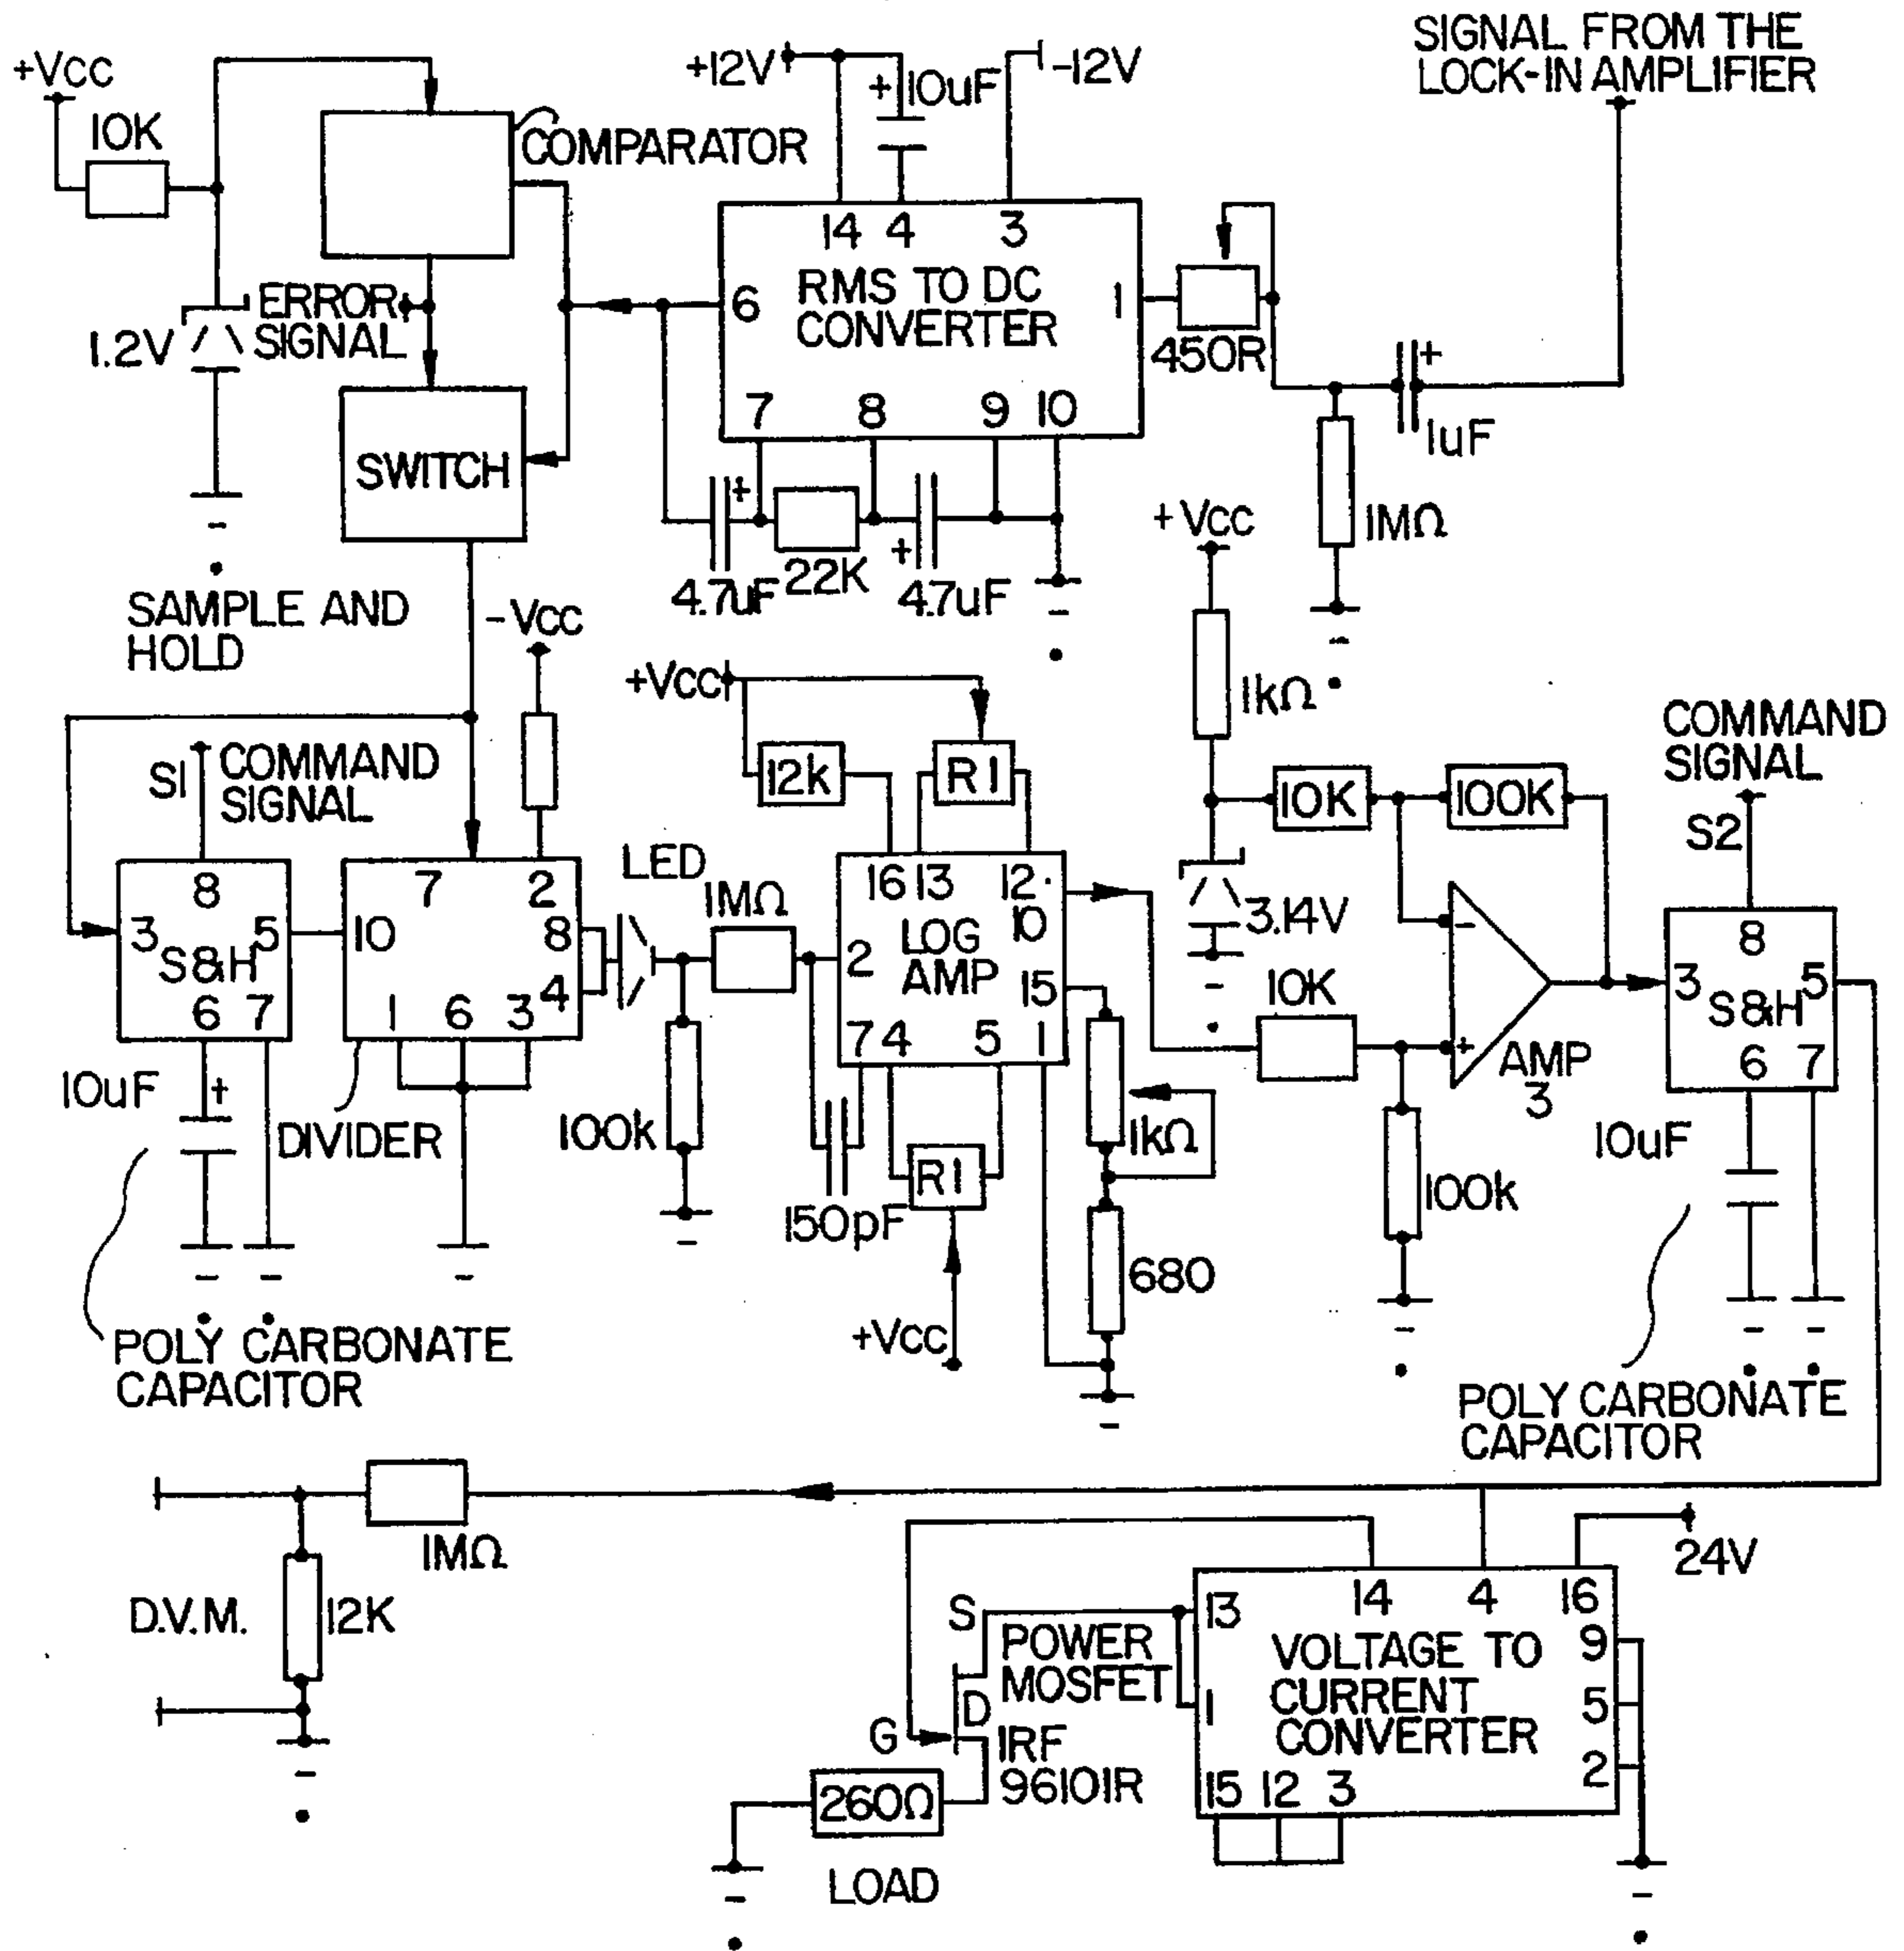 SIGNAL FROM THE
LOCK-IN AMPLIFIER
+VCC
10K
COMPARATOR
+12V
+
10uF
-12V
14 4 3
RMS TO DC
CONVERTER
6
1
7 8 9 10
450R
+
1uF
1MΩ
ERROR
SIGNAL
1.2V
SWITCH
+
4.7uF
22K
+
4.7uF
SAMPLE AND
HOLD
-VCC
+VCC
1kΩ
+VCC
12k
R1
S1
COMMAND
SIGNAL
COMMAND
SIGNAL
S2
10K
100K
8
3
5
S&H
6 7
7 2
10
8
4
1 6 3
LED
1MΩ
16 13 12
10
LOG
AMP
2
15
7 4 5 1
3.14V
10K
-
+
AMP
3
8
3
5
S&H
6 7
10uF
+
DIVIDER
100k
150pF
R1
1kΩ
680
+VCC
100k
10uF
POLY CARBONATE
CAPACITOR
POLY CARBONATE
CAPACITOR
1MΩ
D.V.M.
12K
24V
S
POWER
MOSFET
D
G
IRF
9610IR
260Ω
LOAD
14 4 16
13
1
VOLTAGE TO
CURRENT
CONVERTER
9
5
2
15 12 3